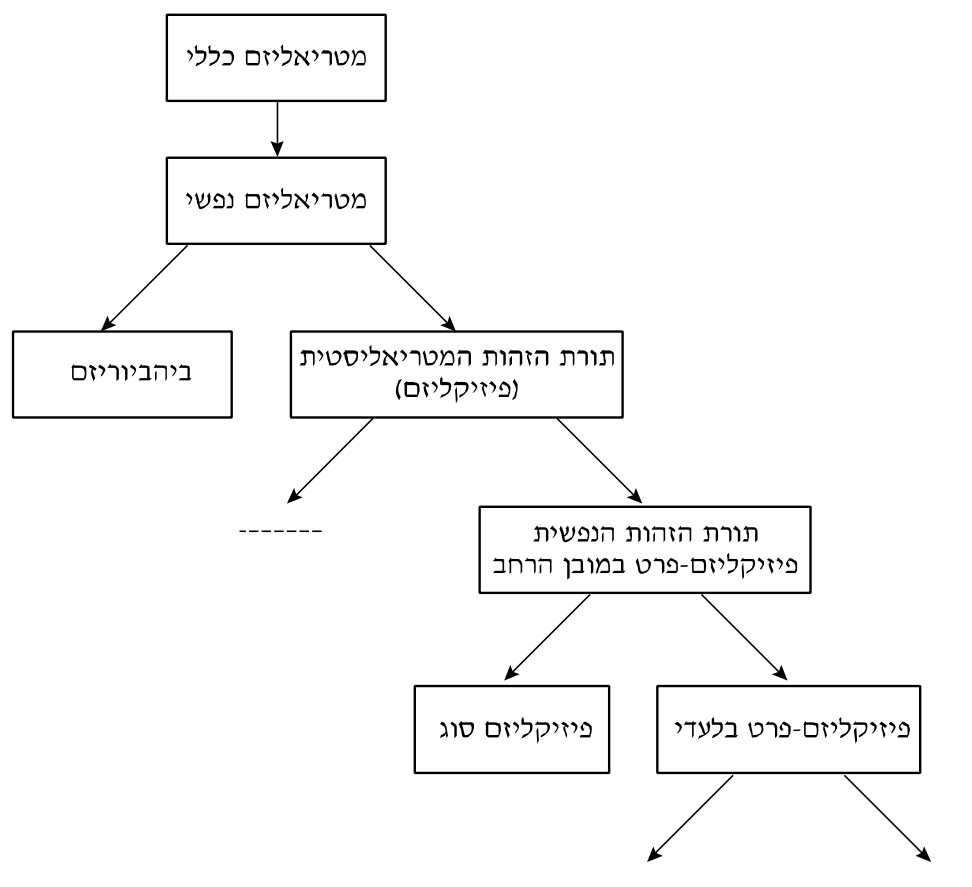 מטריאליזם כללי
מטריאליזם נפשי
ביהביוריזם
תורת הזהות המטריאליסטית
(פיזיקליזם)
-------
תורת הזהות הנפשית
פיזיקליזם-פרט במובן הרחב
פיזיקליזם סוג
פיזיקליזם-פרט בלעדי